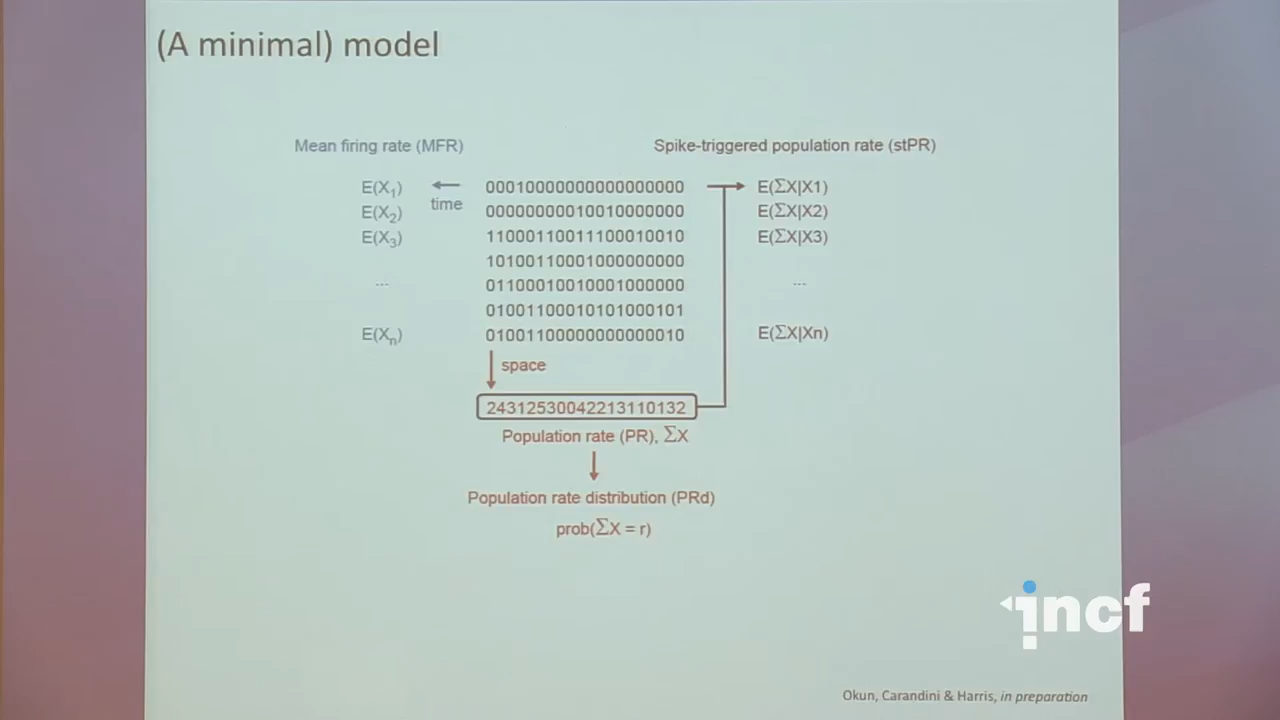 (A minimal) model
Mean firing rate (MFR)
Spike-triggered population rate (stPR)
E(X1)
time
00010000000000000000
E(ΣX|X1)
E(X2)
00000000010010000000
E(ΣX|X2)
E(X3)
11000110011100010010
E(ΣX|X3)
10100110001000000000
...
01100010010001000000
...
01001100010101000101
E(Xn)
01001100000000000010
E(ΣX|Xn)
space
24312530042213110132
Population rate (PR), ΣX
Population rate distribution (PRd)
prob(ΣX = r)
incf
Okun, Carandini & Harris, in preparation